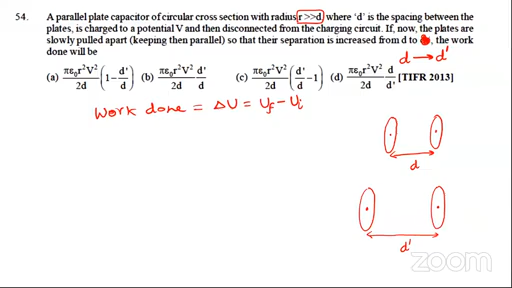 54. A parallel plate capacitor of circular cross section with radius r >> d, where 'd' is the spacing between the
plates, is charged to a potential V and then disconnected from the charging circuit. If, now, the plates are
slowly pulled apart (keeping then parallel) so that their separation is increased from d to , the work
done will be
d → d'
(a) πε₀r²V²/2d (1 − d'/d) (b) πε₀r²V²/2d d'/d (c) πε₀r²V²/2d (d'/d − 1) (d) πε₀r²V²/2d d/d' [TIFR 2013]
Work done = ΔU = U_f − U_i
d
d'
ACADEMY